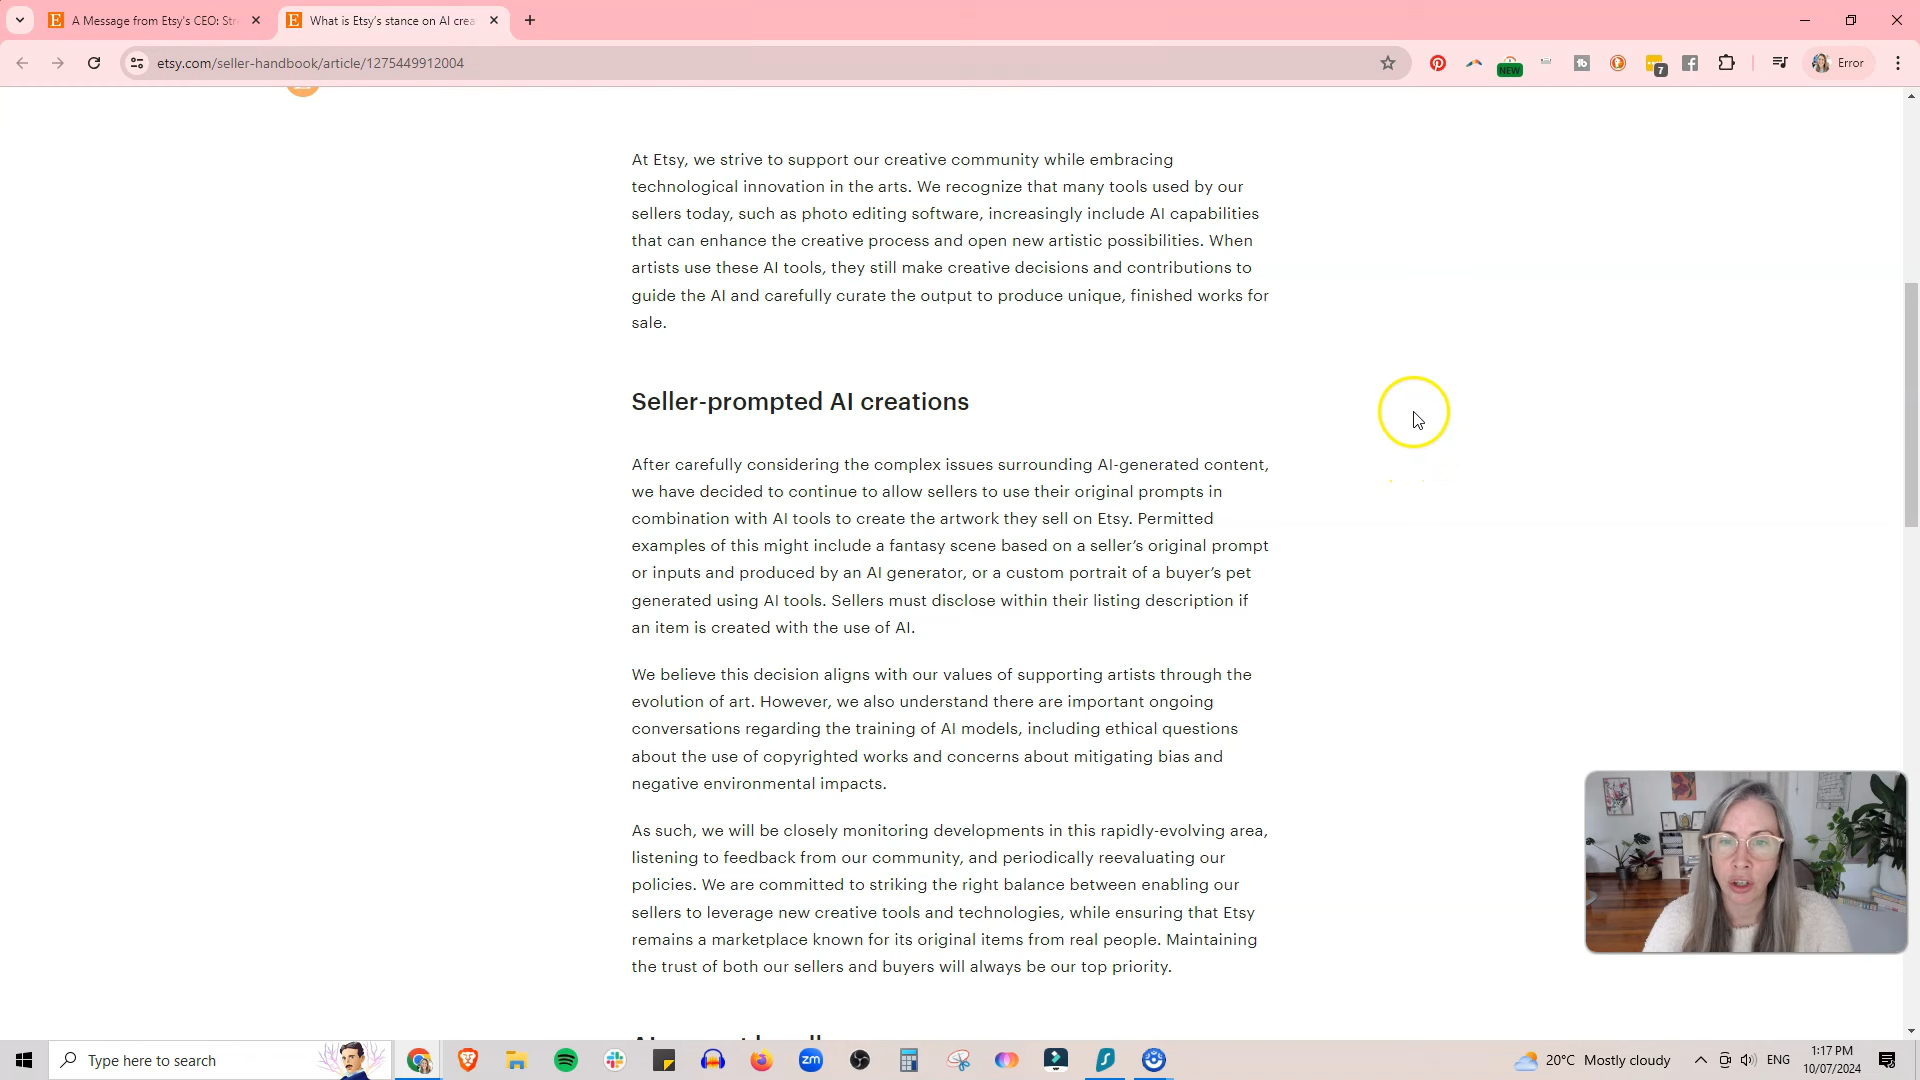 A Message from Etsy's CEO: Str
What is Etsy's stance on AI crea
etsy.com/seller-handbook/article/1275449912004
NEW
7
Error
At Etsy, we strive to support our creative community while embracing
technological innovation in the arts. We recognize that many tools used by our
sellers today, such as photo editing software, increasingly include AI capabilities
that can enhance the creative process and open new artistic possibilities. When
artists use these AI tools, they still make creative decisions and contributions to
guide the AI and carefully curate the output to produce unique, finished works for
sale.
Seller-prompted AI creations
After carefully considering the complex issues surrounding AI-generated content,
we have decided to continue to allow sellers to use their original prompts in
combination with AI tools to create the artwork they sell on Etsy. Permitted
examples of this might include a fantasy scene based on a seller's original prompt
or inputs and produced by an AI generator, or a custom portrait of a buyer's pet
generated using AI tools. Sellers must disclose within their listing description if
an item is created with the use of AI.
We believe this decision aligns with our values of supporting artists through the
evolution of art. However, we also understand there are important ongoing
conversations regarding the training of AI models, including ethical questions
about the use of copyrighted works and concerns about mitigating bias and
negative environmental impacts.
As such, we will be closely monitoring developments in this rapidly-evolving area,
listening to feedback from our community, and periodically reevaluating our
policies. We are committed to striking the right balance between enabling our
sellers to leverage new creative tools and technologies, while ensuring that Etsy
remains a marketplace known for its original items from real people. Maintaining
the trust of both our sellers and buyers will always be our top priority.
Type here to search
zm
20°C Mostly cloudy
ENG
1:17 PM
10/07/2024